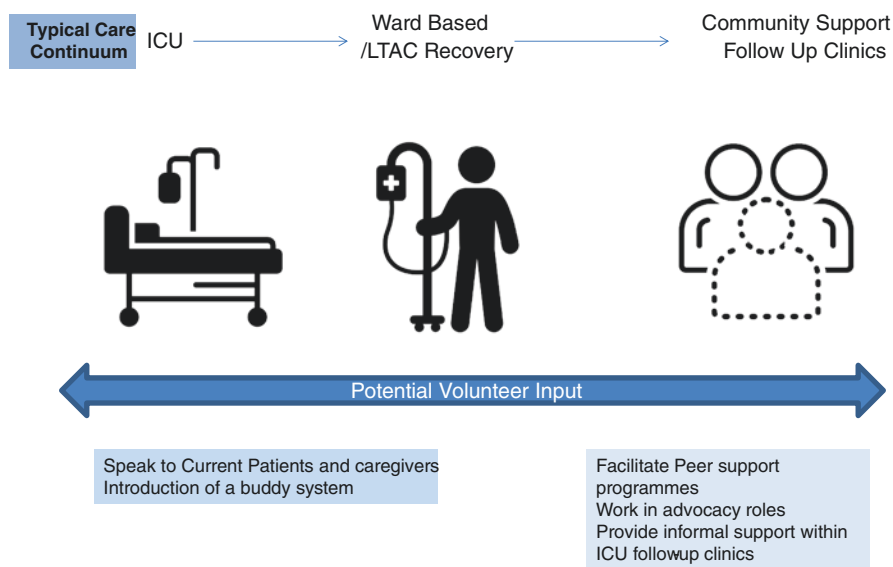 Typical Care
Continuum
ICU
Ward Based
/LTAC Recovery
Community Support
Follow Up Clinics
Potential Volunteer Input
Speak to Current Patients and caregivers
Introduction of a buddy system
Facilitate Peer support
programmes
Work in advocacy roles
Provide informal support within
ICU follow-up clinics